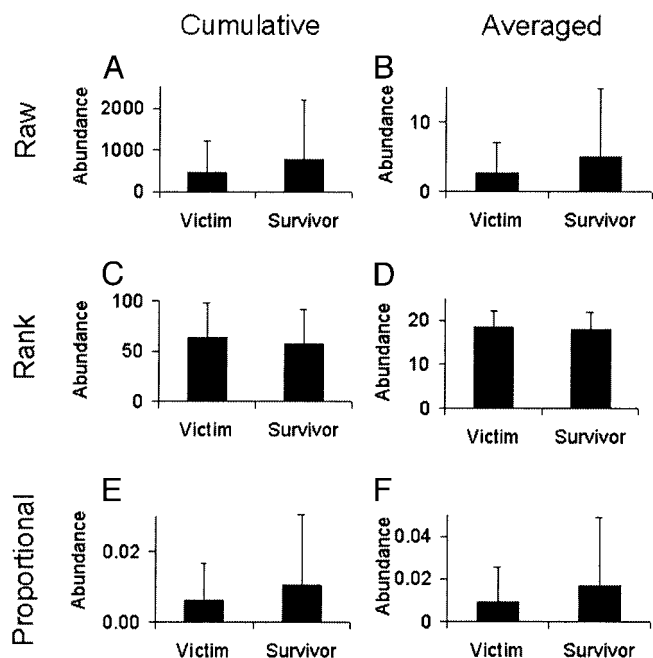 Cumulative Averaged
Raw
A
Abundance
2000
1000
0
Victim Survivor
B
Abundance
10
0
Victim Survivor
Rank
C
Abundance
100
50
0
Victim Survivor
D
Abundance
20
10
0
Victim Survivor
Proportional
E
Abundance
0.02
0.00
Victim Survivor
F
Abundance
0.04
0.02
0
Victim Survivor